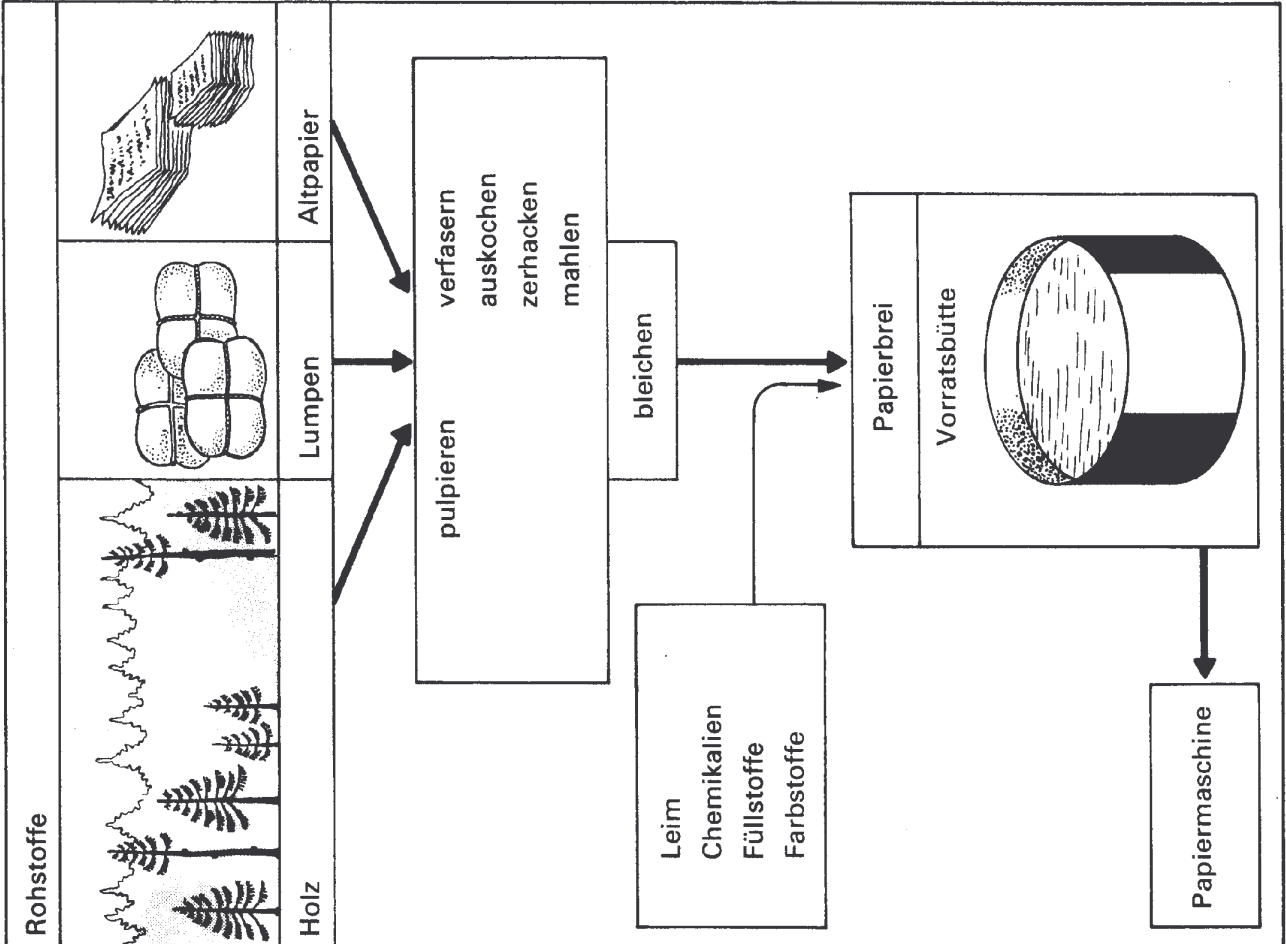 Rohstoffe
Holz
Lumpen
Altpapier
pulpieren
verfasern
auskochen
zerhacken
mahlen
bleichen
Leim
Chemikalien
Füllstoffe
Farbstoffe
Papierbrei
Vorratsbütte
Papiermaschine